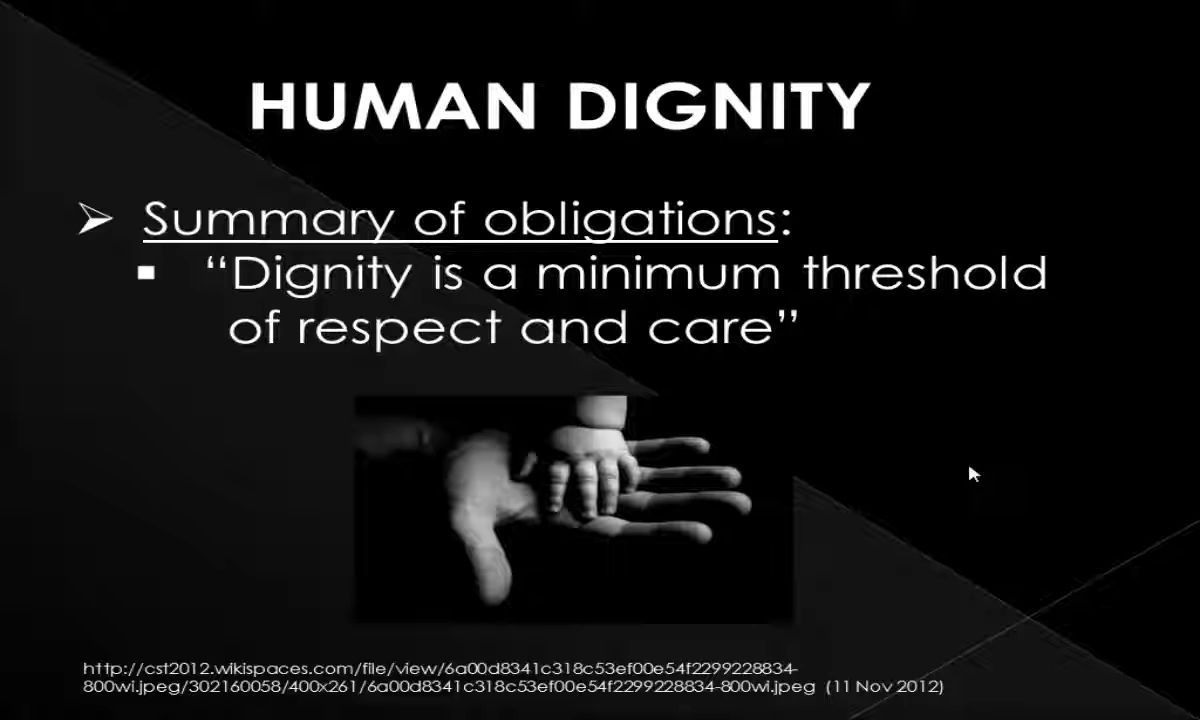 HUMAN DIGNITY
Summary of obligations:
“Dignity is a minimum threshold
of respect and care”
http://cst2012.wikispaces.com/file/view/6a00d8341c318c53ef00e54f2299228834-
800wi.jpeg/302160058/400x261/6a00d8341c318c53ef00e54f2299228834-800wi.jpeg (11 Nov 2012)